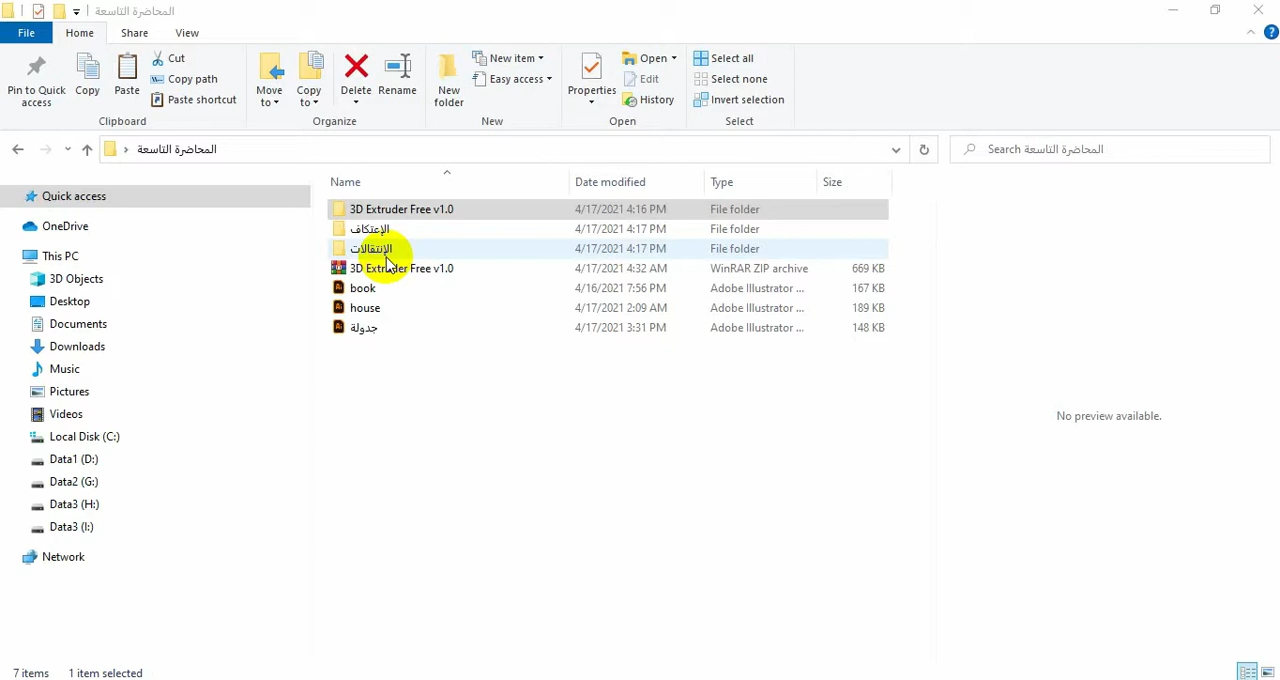 المحاضرة التاسعة
File Home Share View
Pin to Quick access
Copy
Paste
Cut
Copy path
Paste shortcut
Clipboard
Move to
Copy to
Delete
Rename
Organize
New folder
New item
Easy access
New
Properties
Open
Edit
History
Open
Select all
Select none
Invert selection
Select
المحاضرة التاسعة
Search المحاضرة التاسعة
Quick access
OneDrive
This PC
3D Objects
Desktop
Documents
Downloads
Music
Pictures
Videos
Local Disk (C:)
Data1 (D:)
Data2 (G:)
Data3 (H:)
Data3 (I:)
Network
Name Date modified Type Size
3D Extruder Free v1.0 4/17/2021 4:16 PM File folder
الإعتكاف 4/17/2021 4:17 PM File folder
الإنتقالات 4/17/2021 4:17 PM File folder
3D Extruder Free v1.0 4/17/2021 4:32 AM WinRAR ZIP archive 669 KB
book 4/16/2021 7:56 PM Adobe Illustrator ... 167 KB
house 4/17/2021 2:09 AM Adobe Illustrator ... 189 KB
جدولة 4/17/2021 3:31 PM Adobe Illustrator ... 148 KB
No preview available.
7 items 1 item selected